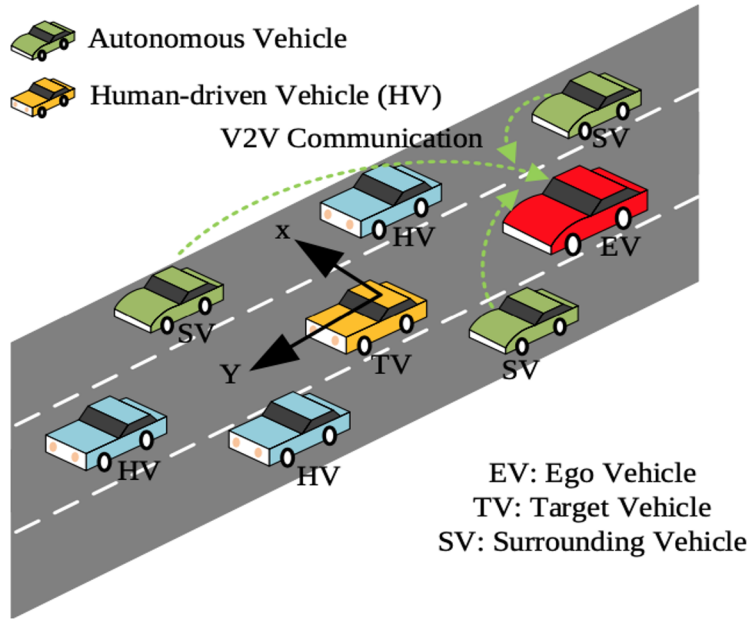 Autonomous Vehicle
Human-driven Vehicle (HV)
V2V Communication
SV
HV
EV
x
SV
TV
SV
Y
HV
HV
EV: Ego Vehicle
TV: Target Vehicle
SV: Surrounding Vehicle